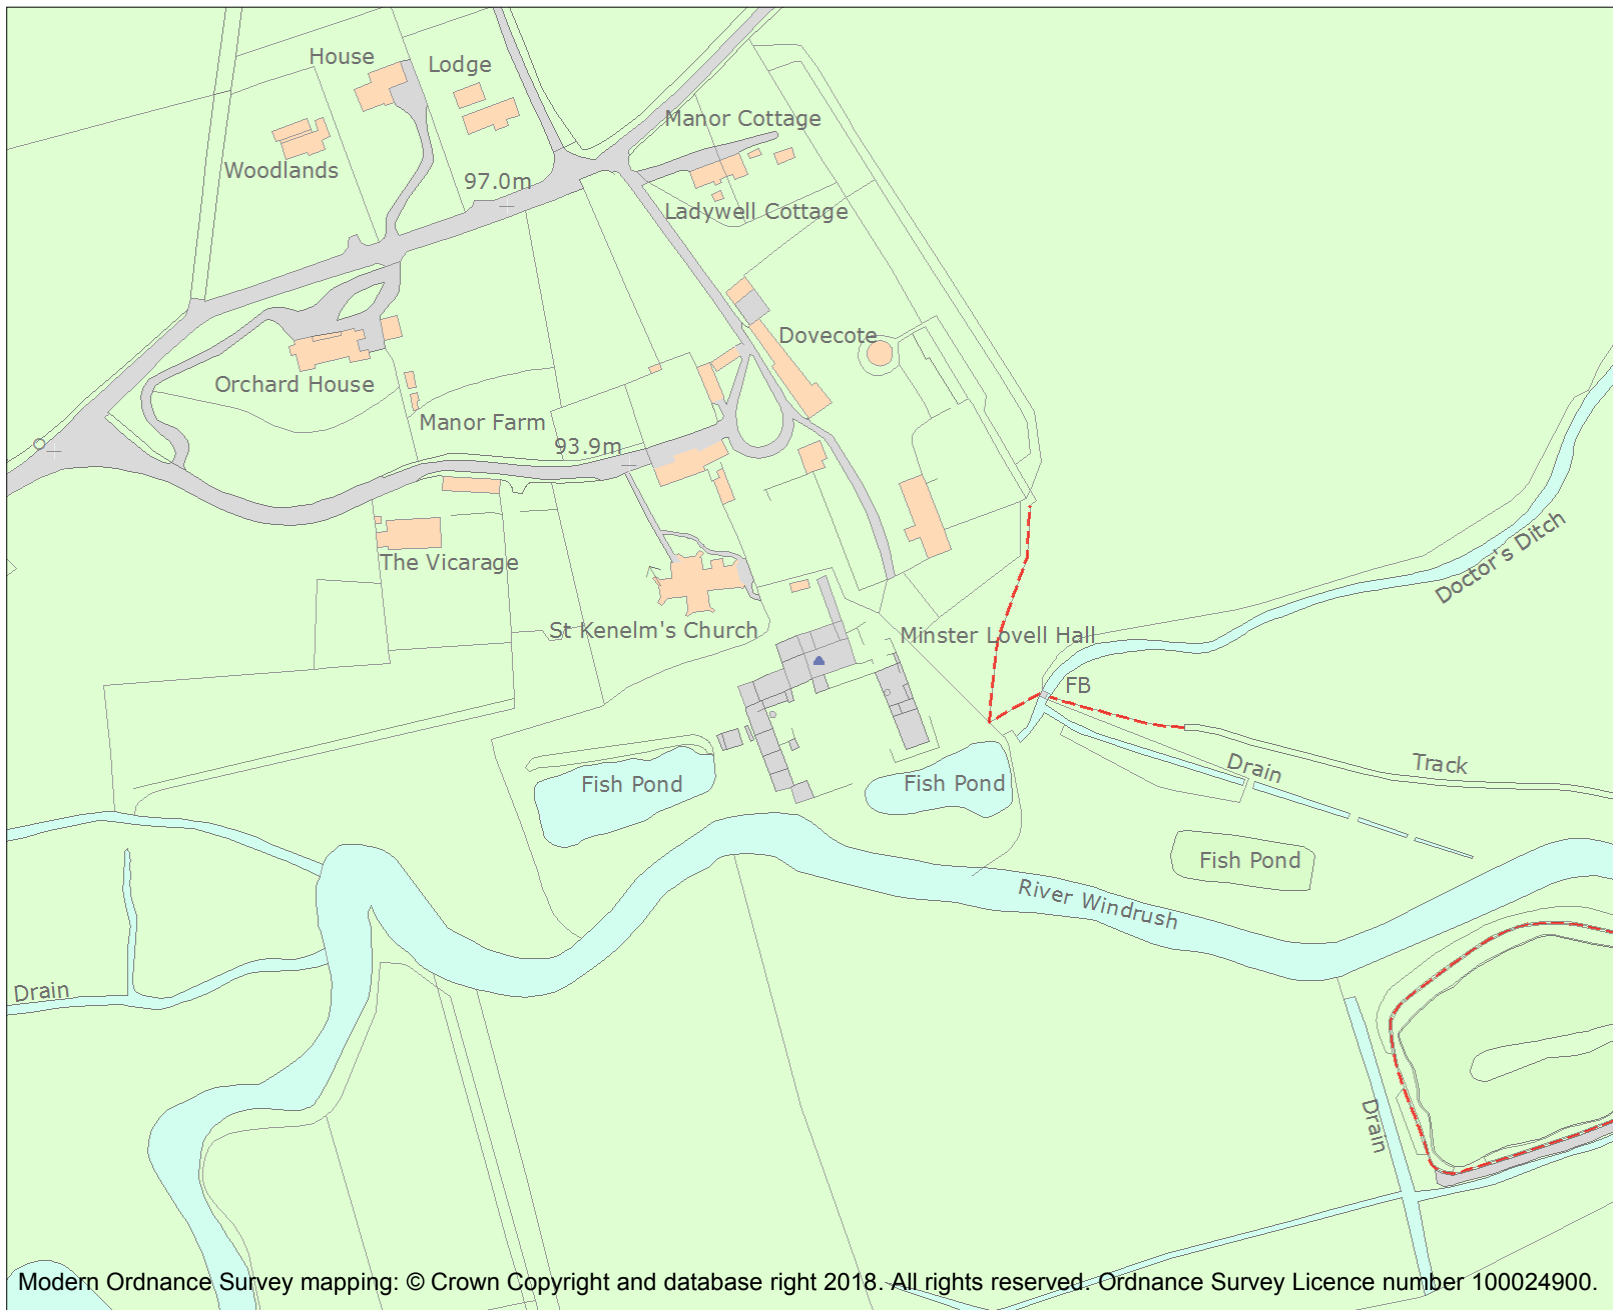 House
Lodge
Manor Cottage
Woodlands
97.0m
Ladywell Cottage
Dovecote
Orchard House
Manor Farm
93.9m
Doctor's Ditch
The Vicarage
St Kenelm's Church
Minster Lovell Hall
FB
Track
Drain
Fish Pond
Fish Pond
Fish Pond
River Windrush
Drain
Drain
Modern Ordnance Survey mapping: © Crown Copyright and database right 2018. All rights reserved. Ordnance Survey Licence number 100024900.